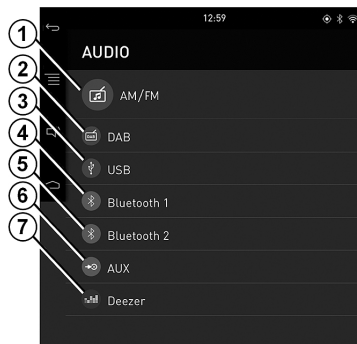 12:59
AUDIO
1
AM/FM
2
DAB
DAB
3
USB
4
Bluetooth 1
5
Bluetooth 2
6
AUX
7
Deezer